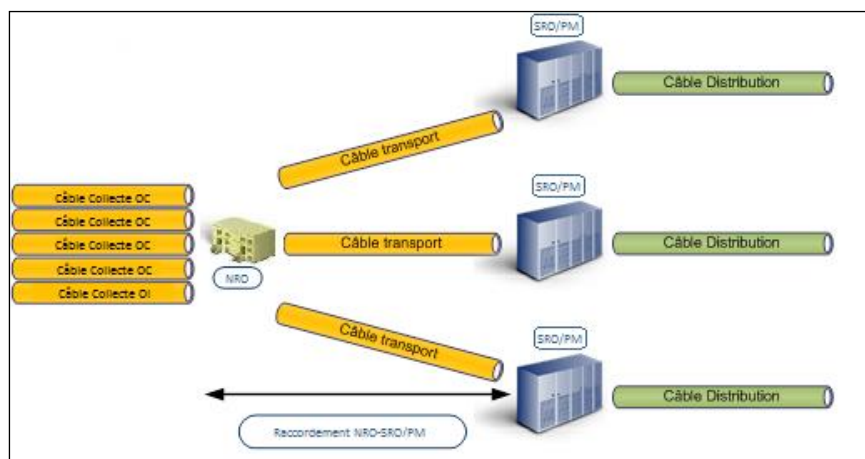 SRO/PM
Câble Distribution
Câble transport
Câble Collecte OC
Câble Collecte OC
Câble Collecte OC
Câble Collecte OC
Câble Collecte OI
NRO
Câble transport
SRO/PM
Câble Distribution
Câble transport
SRO/PM
Câble Distribution
Raccordement NRO-SRO/PM